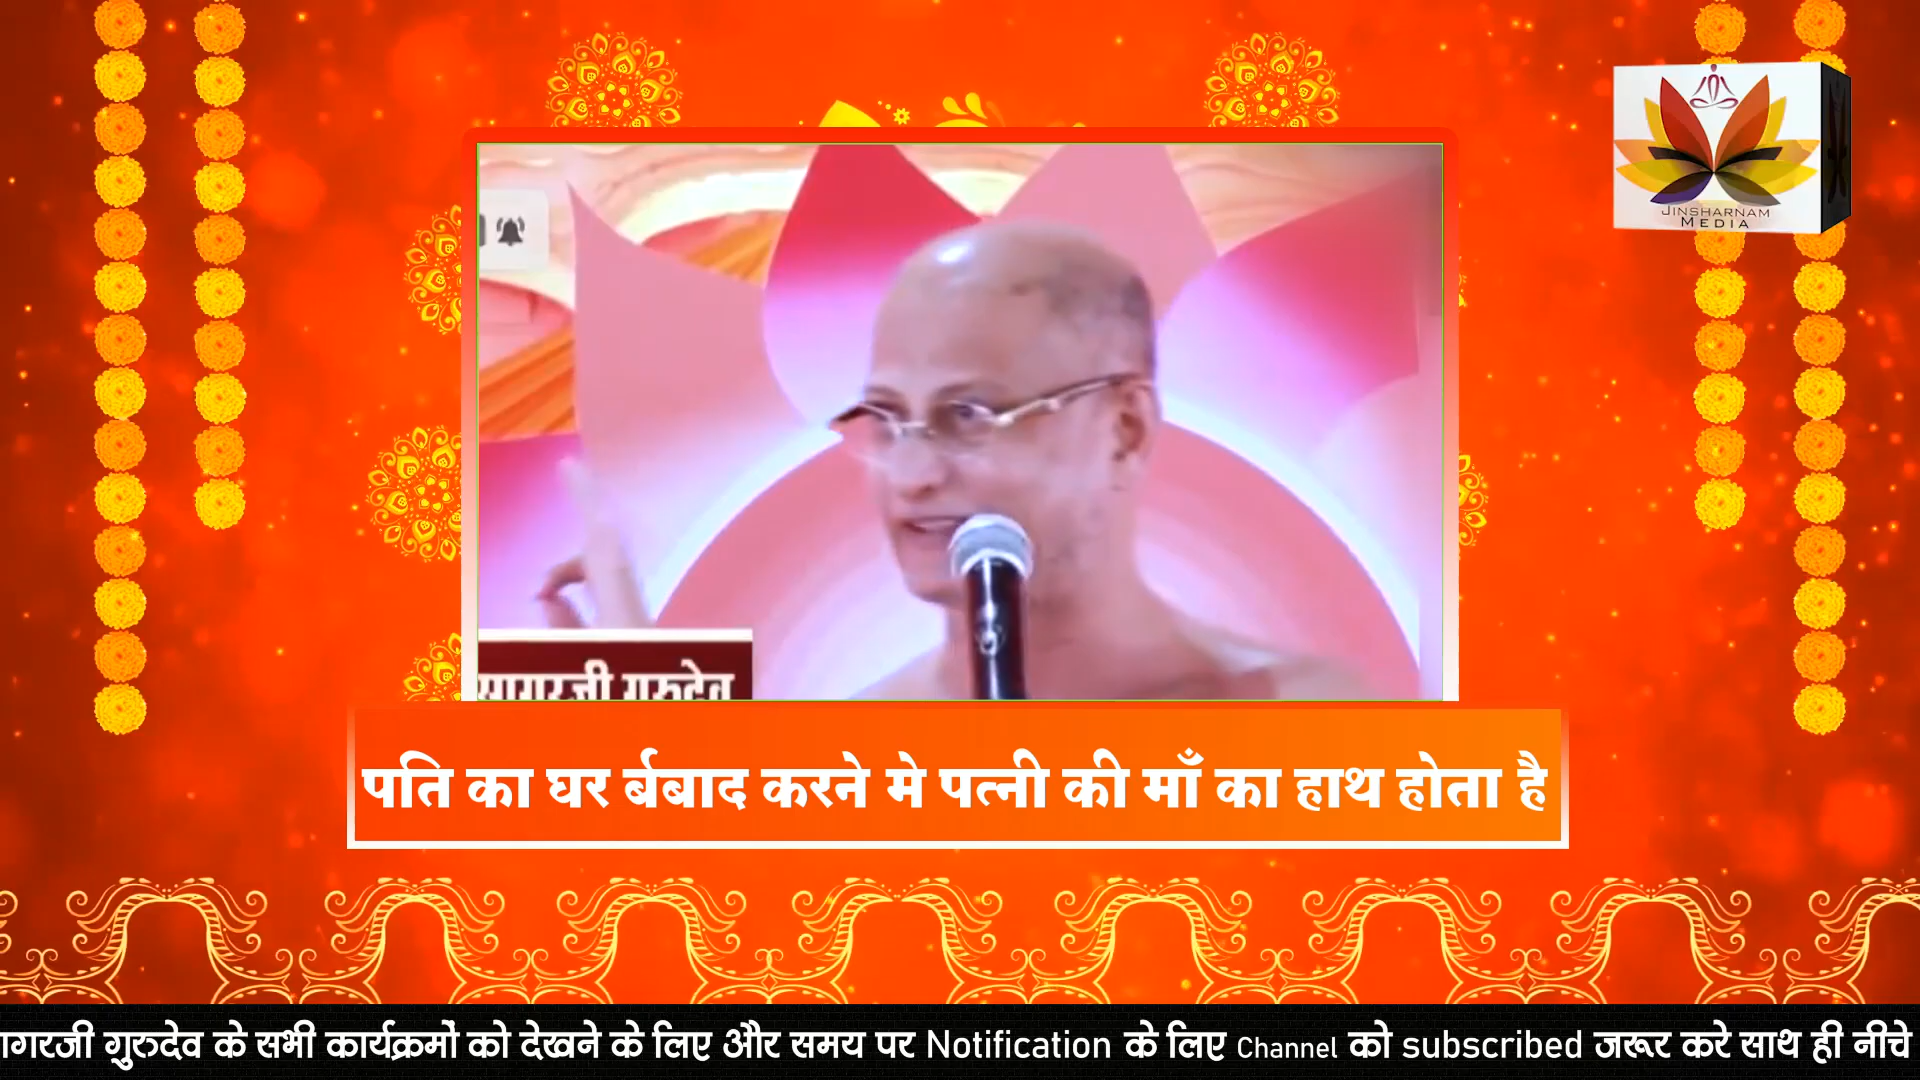 JINSHARNAM
MEDIA
गुरुदेव
पति का घर र्बबाद करने मे पत्नी की माँ का हाथ होता है
गुरुदेव के सभी कार्यक्रमों को देखने के लिए और समय पर Notification के लिए Channel को subscribed जरूर करे साथ ही नीचे